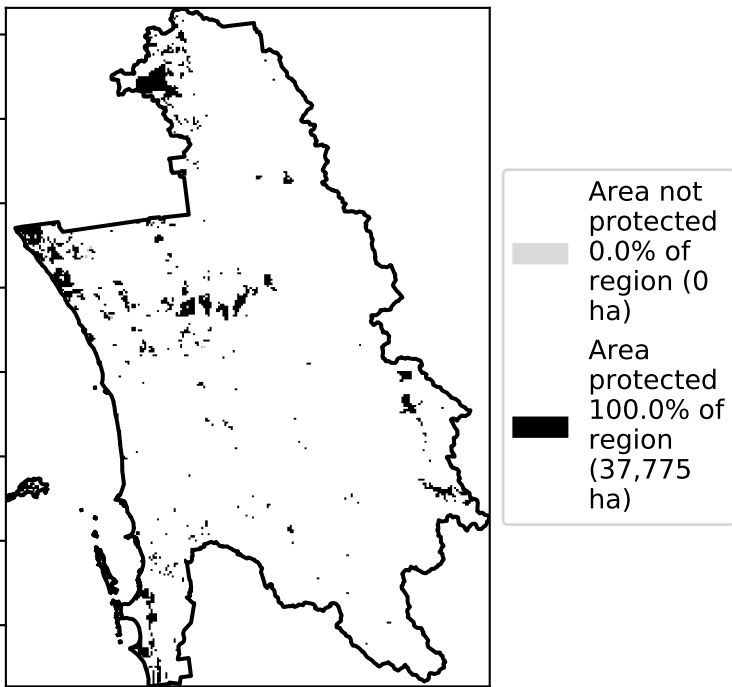 Area not
protected
0.0% of
region (0
ha)
Area
protected
100.0% of
region
(37,775
ha)